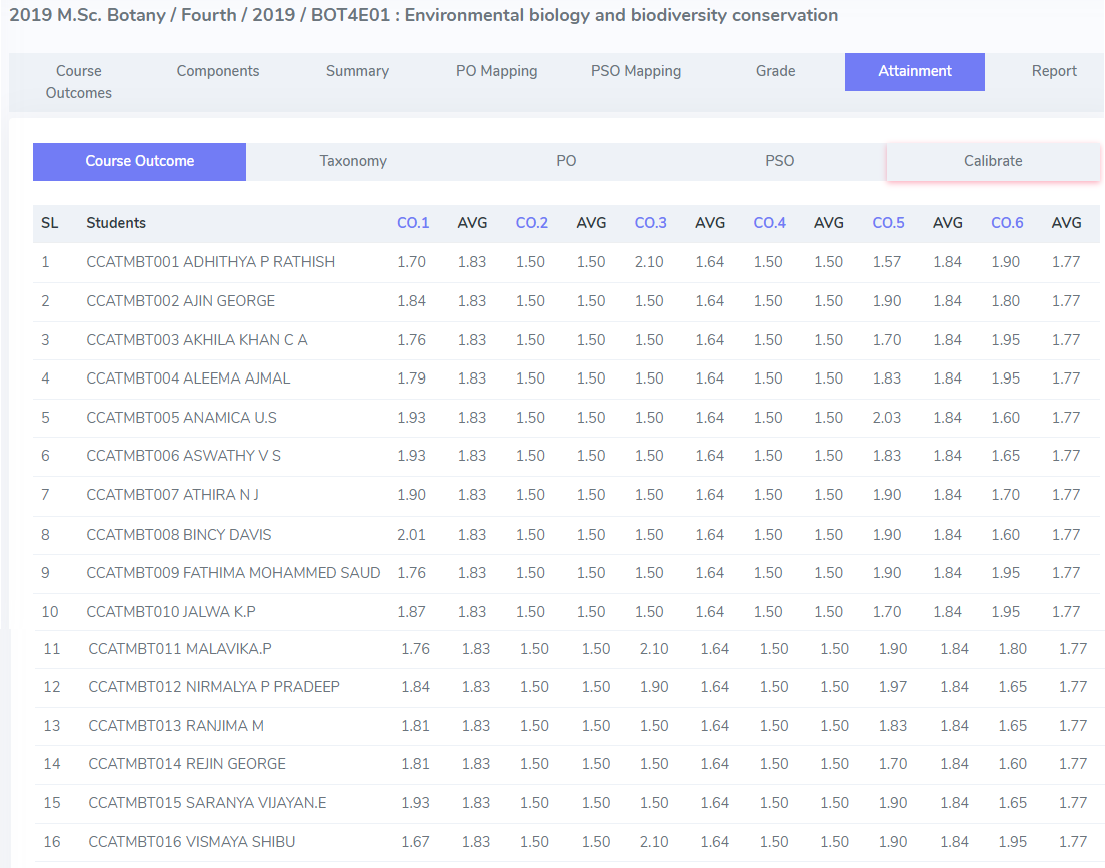 2019 M.Sc. Botany / Fourth / 2019 / BOT4E01 : Environmental biology and biodiversity conservation
Course Outcomes Components Summary PO Mapping PSO Mapping Grade Attainment Report
Course Outcome Taxonomy PO PSO Calibrate
SL Students CO.1 AVG CO.2 AVG CO.3 AVG CO.4 AVG CO.5 AVG CO.6 AVG
1 CCATMBT001 ADHITHYA P RATHISH 1.70 1.83 1.50 1.50 2.10 1.64 1.50 1.50 1.57 1.84 1.90 1.77
2 CCATMBT002 AJIN GEORGE 1.84 1.83 1.50 1.50 1.50 1.64 1.50 1.50 1.90 1.84 1.80 1.77
3 CCATMBT003 AKHILA KHAN C A 1.76 1.83 1.50 1.50 1.50 1.64 1.50 1.50 1.70 1.84 1.95 1.77
4 CCATMBT004 ALEEMA AJMAL 1.79 1.83 1.50 1.50 1.50 1.64 1.50 1.50 1.83 1.84 1.95 1.77
5 CCATMBT005 ANAMICA U.S 1.93 1.83 1.50 1.50 1.50 1.64 1.50 1.50 2.03 1.84 1.60 1.77
6 CCATMBT006 ASWATHY V S 1.93 1.83 1.50 1.50 1.50 1.64 1.50 1.50 1.83 1.84 1.65 1.77
7 CCATMBT007 ATHIRA N J 1.90 1.83 1.50 1.50 1.50 1.64 1.50 1.50 1.90 1.84 1.70 1.77
8 CCATMBT008 BINCY DAVIS 2.01 1.83 1.50 1.50 1.50 1.64 1.50 1.50 1.90 1.84 1.60 1.77
9 CCATMBT009 FATHIMA MOHAMMED SAUD 1.76 1.83 1.50 1.50 1.50 1.64 1.50 1.50 1.90 1.84 1.95 1.77
10 CCATMBT010 JALWA K.P 1.87 1.83 1.50 1.50 1.50 1.64 1.50 1.50 1.70 1.84 1.95 1.77
11 CCATMBT011 MALAVIKA.P 1.76 1.83 1.50 1.50 2.10 1.64 1.50 1.50 1.90 1.84 1.80 1.77
12 CCATMBT012 NIRMALYA P PRADEEP 1.84 1.83 1.50 1.50 1.90 1.64 1.50 1.50 1.97 1.84 1.65 1.77
13 CCATMBT013 RANJIMA M 1.81 1.83 1.50 1.50 1.50 1.64 1.50 1.50 1.83 1.84 1.65 1.77
14 CCATMBT014 REJIN GEORGE 1.81 1.83 1.50 1.50 1.50 1.64 1.50 1.50 1.70 1.84 1.60 1.77
15 CCATMBT015 SARANYA VIJAYAN.E 1.93 1.83 1.50 1.50 1.50 1.64 1.50 1.50 1.90 1.84 1.65 1.77
16 CCATMBT016 VISMAYA SHIBU 1.67 1.83 1.50 1.50 2.10 1.64 1.50 1.50 1.90 1.84 1.95 1.77